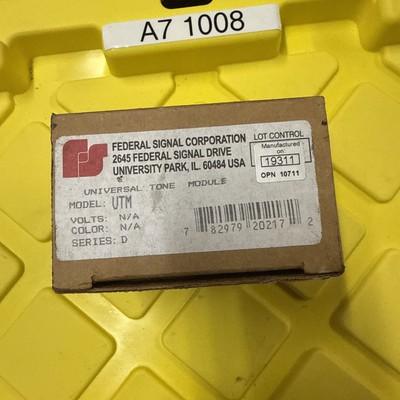 A7 1008
FEDERAL SIGNAL CORPORATION
2645 FEDERAL SIGNAL DRIVE
UNIVERSITY PARK, IL. 60484 USA
LOT CONTROL
Manufactured
on:
19311
OPN 10711
UNIVERSAL TONE MODULE
MODEL: UTM
VOLTS: N/A
COLOR: N/A
SERIES: D
7 82979 20217 2